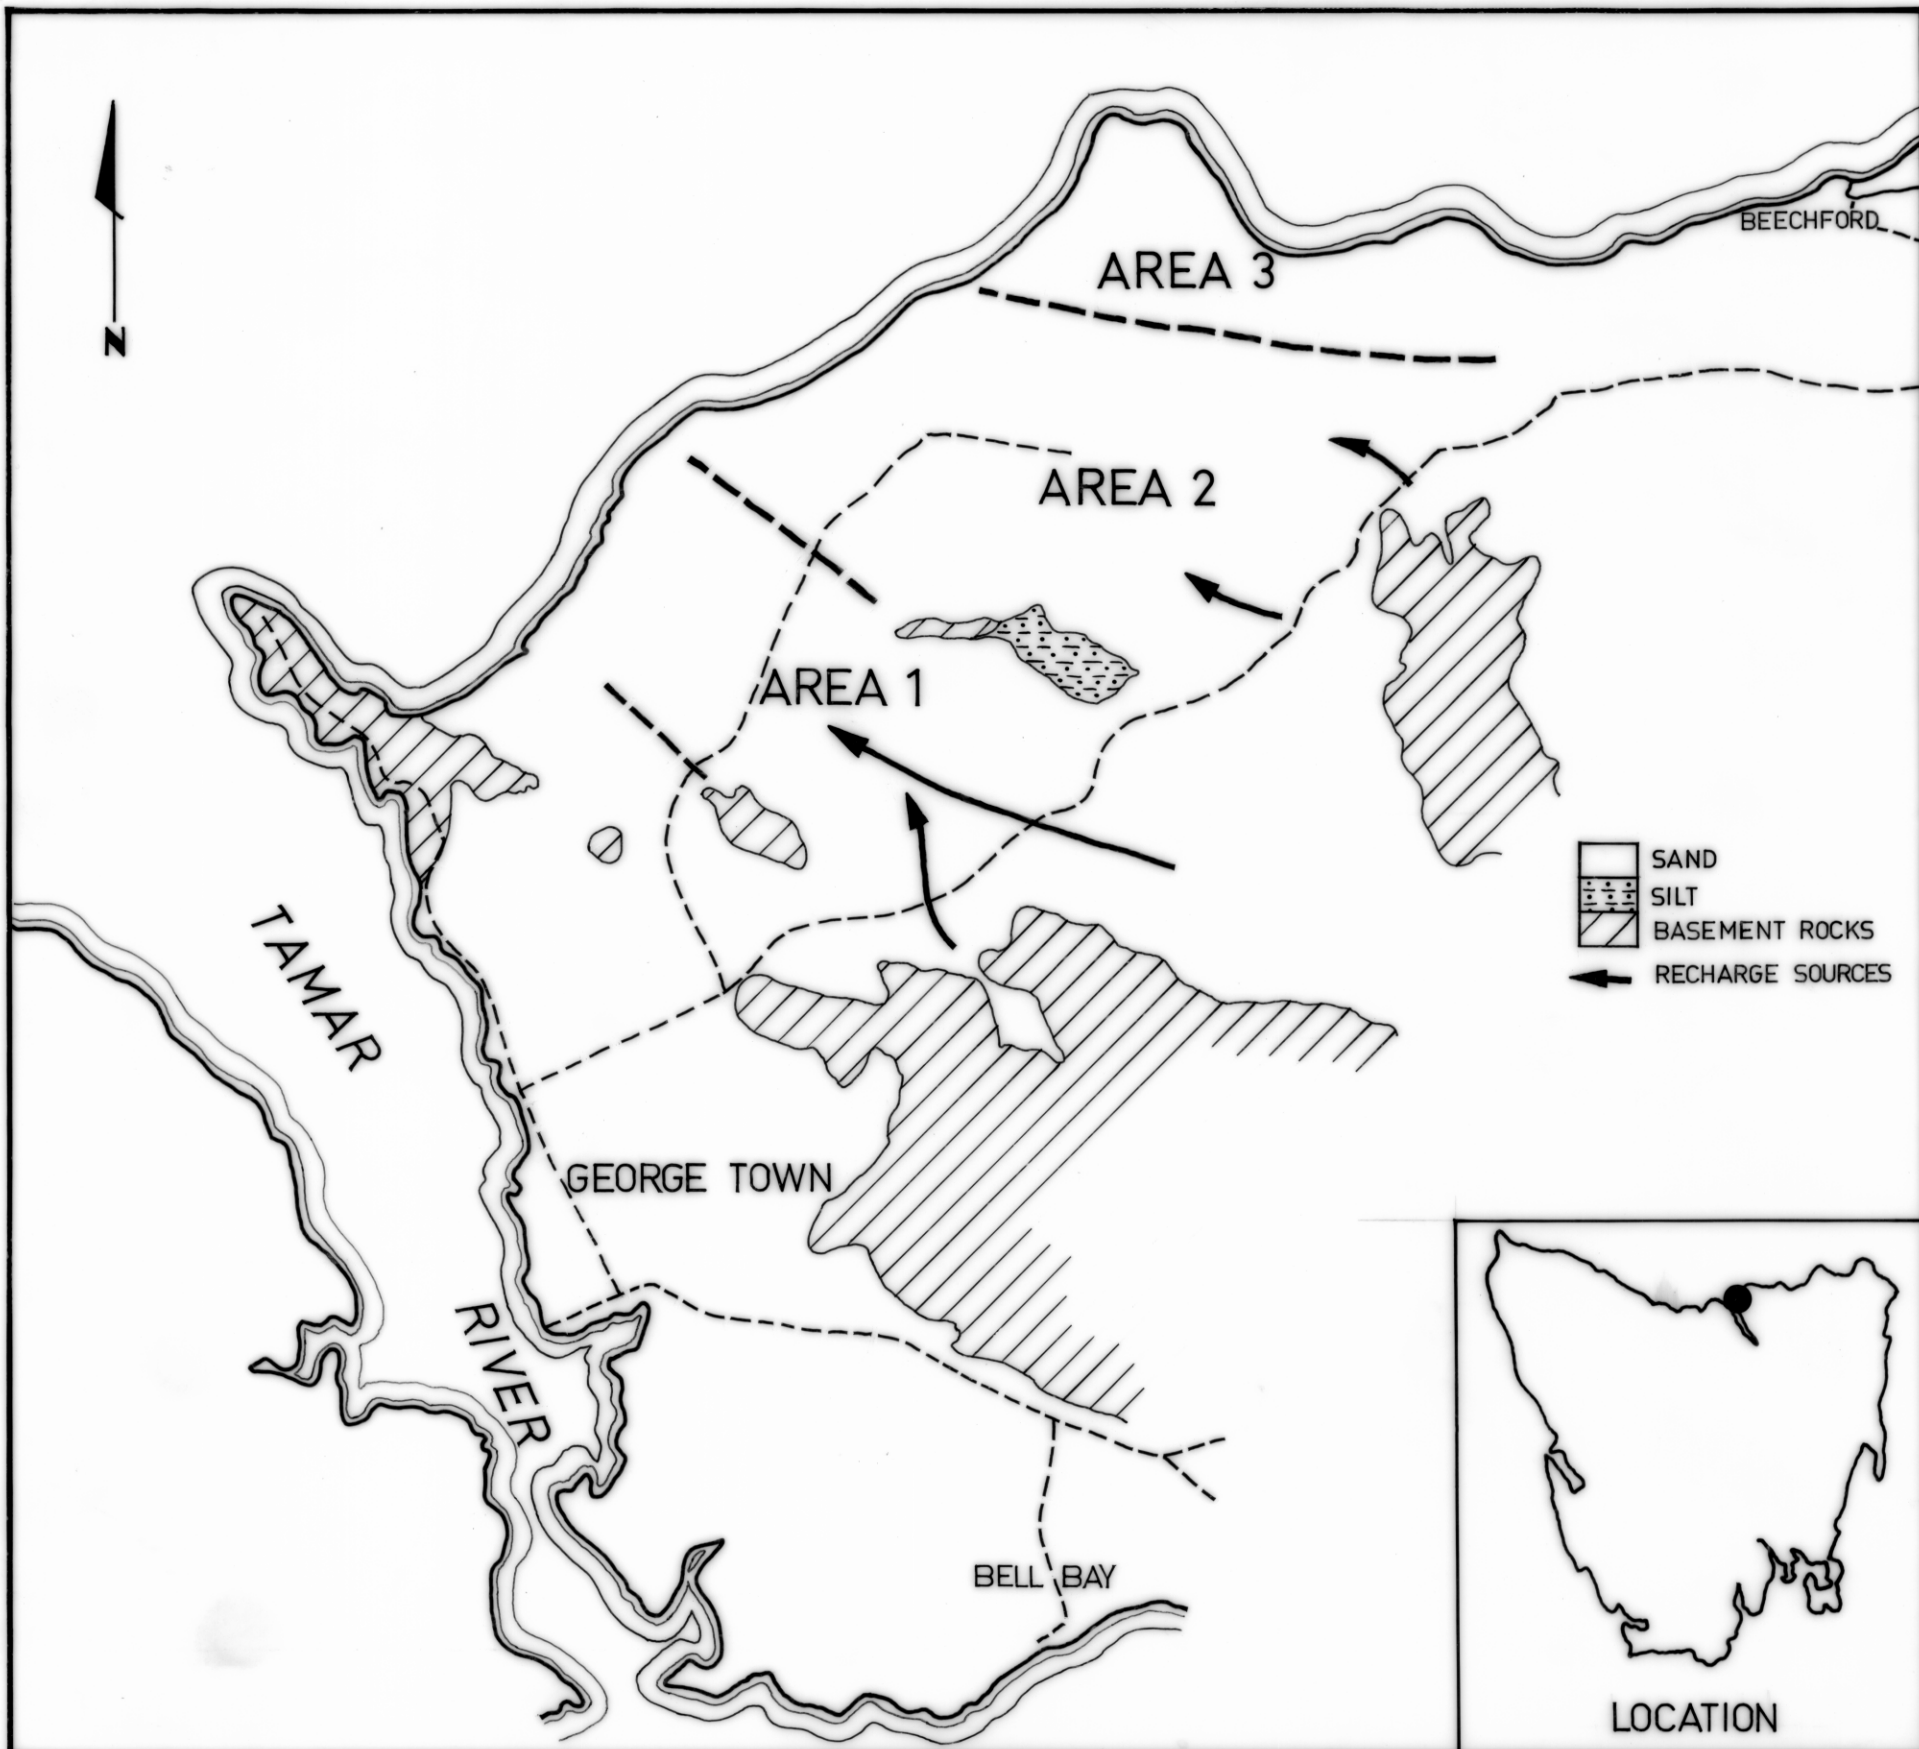 BEECHFORD
AREA 3
N
AREA 2
AREA 1
SAND
SILT
BASEMENT ROCKS
RECHARGE SOURCES
TAMAR
RIVER
GEORGE TOWN
BELL BAY
LOCATION